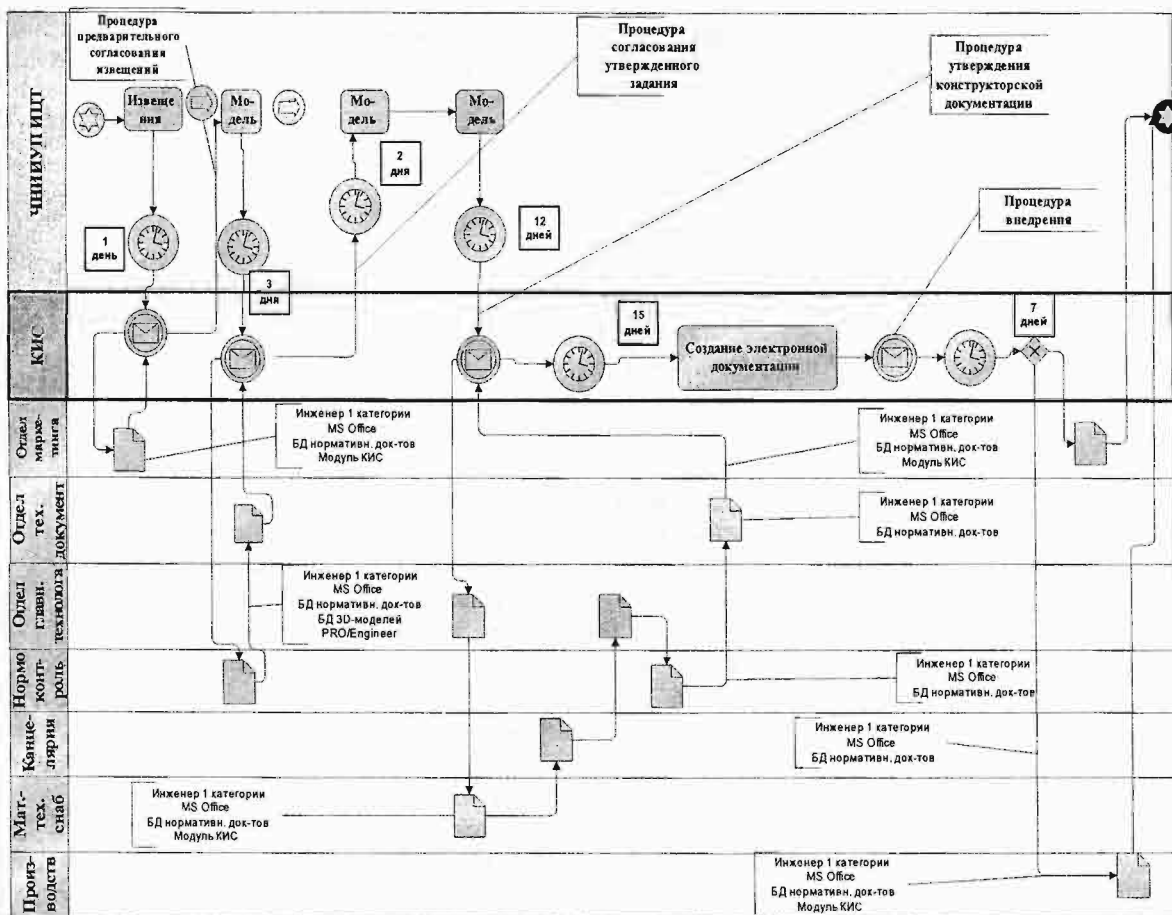 Процедура
предварительного
согласования
извещений
Процедура
согласования
утвержденного
задания
Процедура
утверждения
конструкторской
документации
ЧНИИУП ИЦТ
Извеще
ния
Мо-
дель
Мо-
дель
Мо-
дель
2
дня
1
день
3
дня
12
дней
Процедура
внедрения
КИС
15
дней
Создание электронной
документации
7
дней
Отдел
марке-
тинга
Инженер 1 категории
MS Office
БД нормативн. док-тов
Модуль КИС
Инженер 1 категории
MS Office
БД нормативн. док-тов
Модуль КИС
Отдел
тех.
документ
Инженер 1 категории
MS Office
БД нормативн. док-тов
Отдел
главн.
технолога
Инженер 1 категории
MS Office
БД нормативн. док-тов
БД 3D-моделей
PRO/Engineer
Нормо
конт-
роль
Инженер 1 категории
MS Office
БД нормативн. док-тов
Канце-
лярия
Инженер 1 категории
MS Office
БД нормативн. док-тов
Мат.-
тех.
снаб
Инженер 1 категории
MS Office
БД нормативн. док-тов
Модуль КИС
Произ-
водств
Инженер 1 категории
MS Office
БД нормативн. док-тов
Модуль КИС